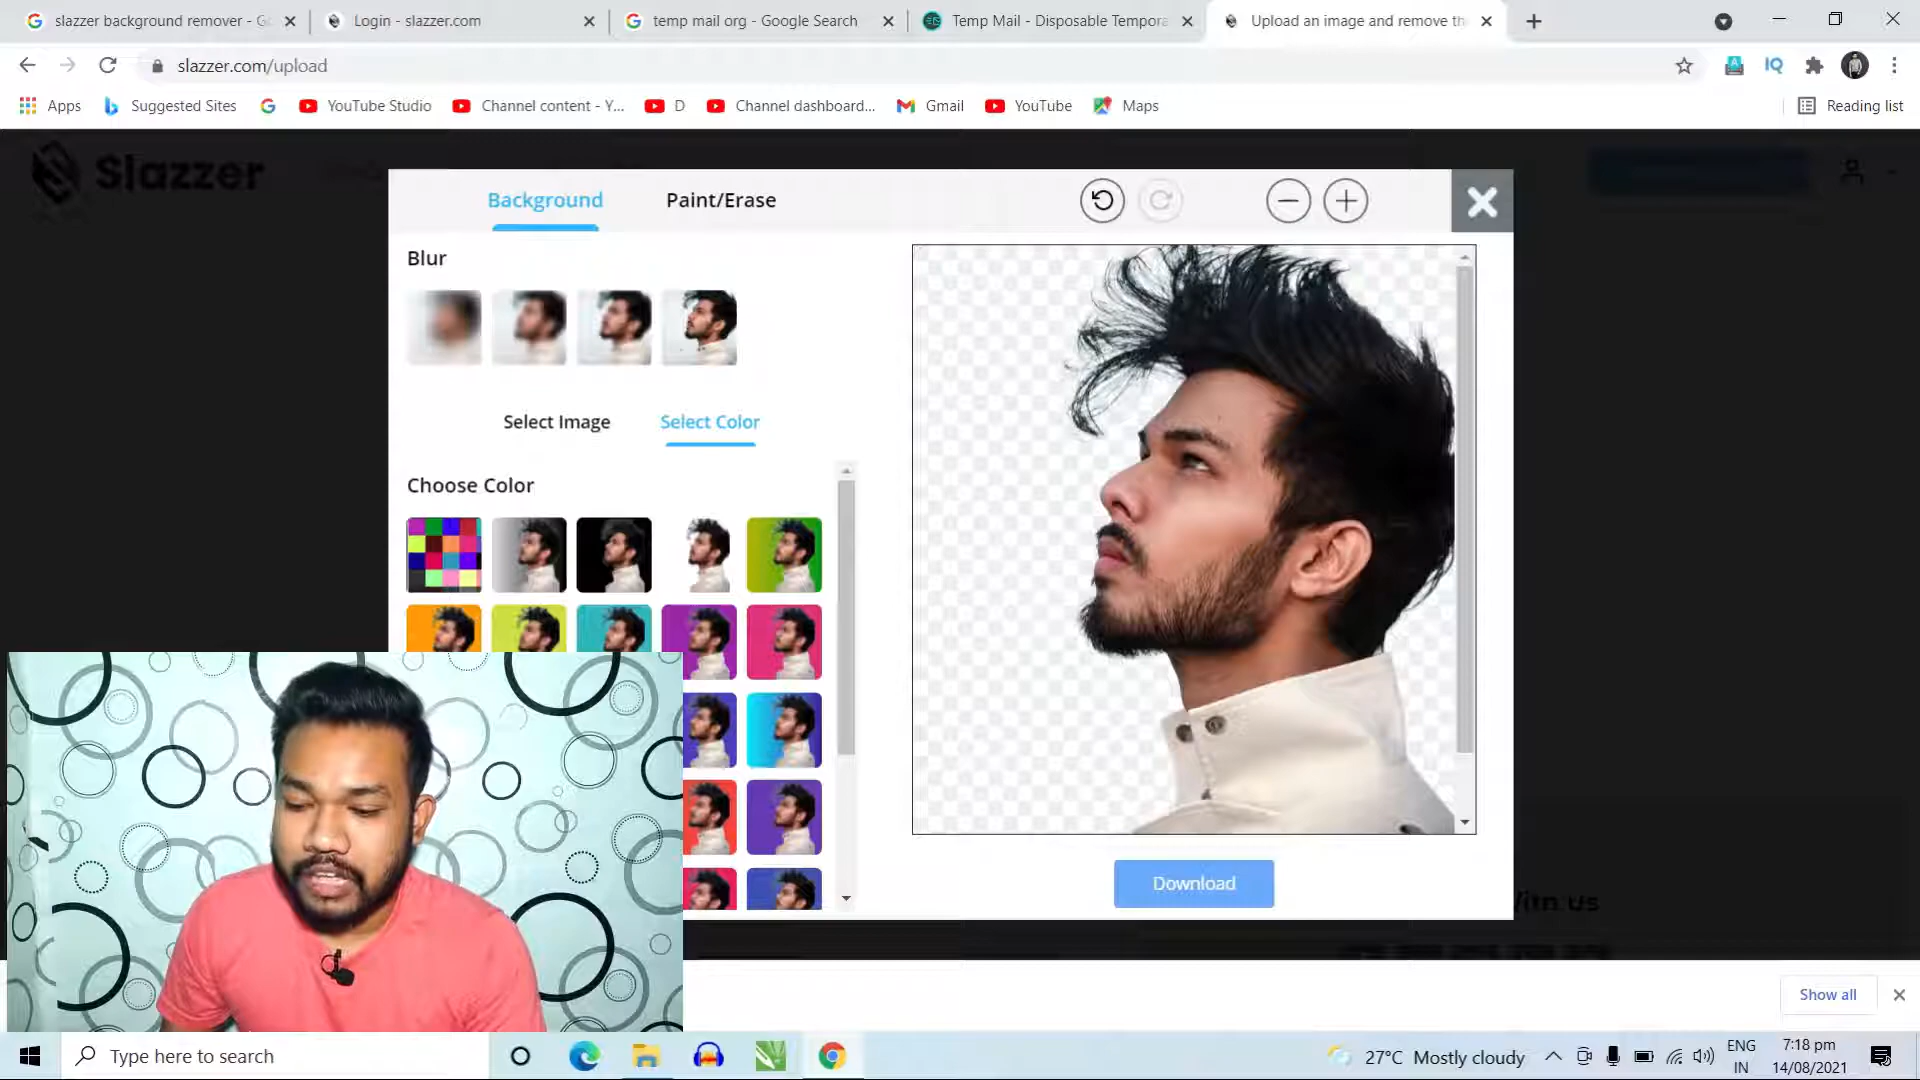 slazzer background remover - G
Login - slazzer.com
temp mail org - Google Search
Temp Mail - Disposable Tempora
Upload an image and remove th
slazzer.com/upload
IQ
Apps
Suggested Sites
YouTube Studio
Channel content - Y...
D
Channel dashboard...
Gmail
YouTube
Maps
Reading list
Slazzer
Background
Paint/Erase
Blur
Select Image
Select Color
Choose Color
Download
With us
Show all
Type here to search
27°C Mostly cloudy
ENG
IN
7:18 pm
14/08/2021